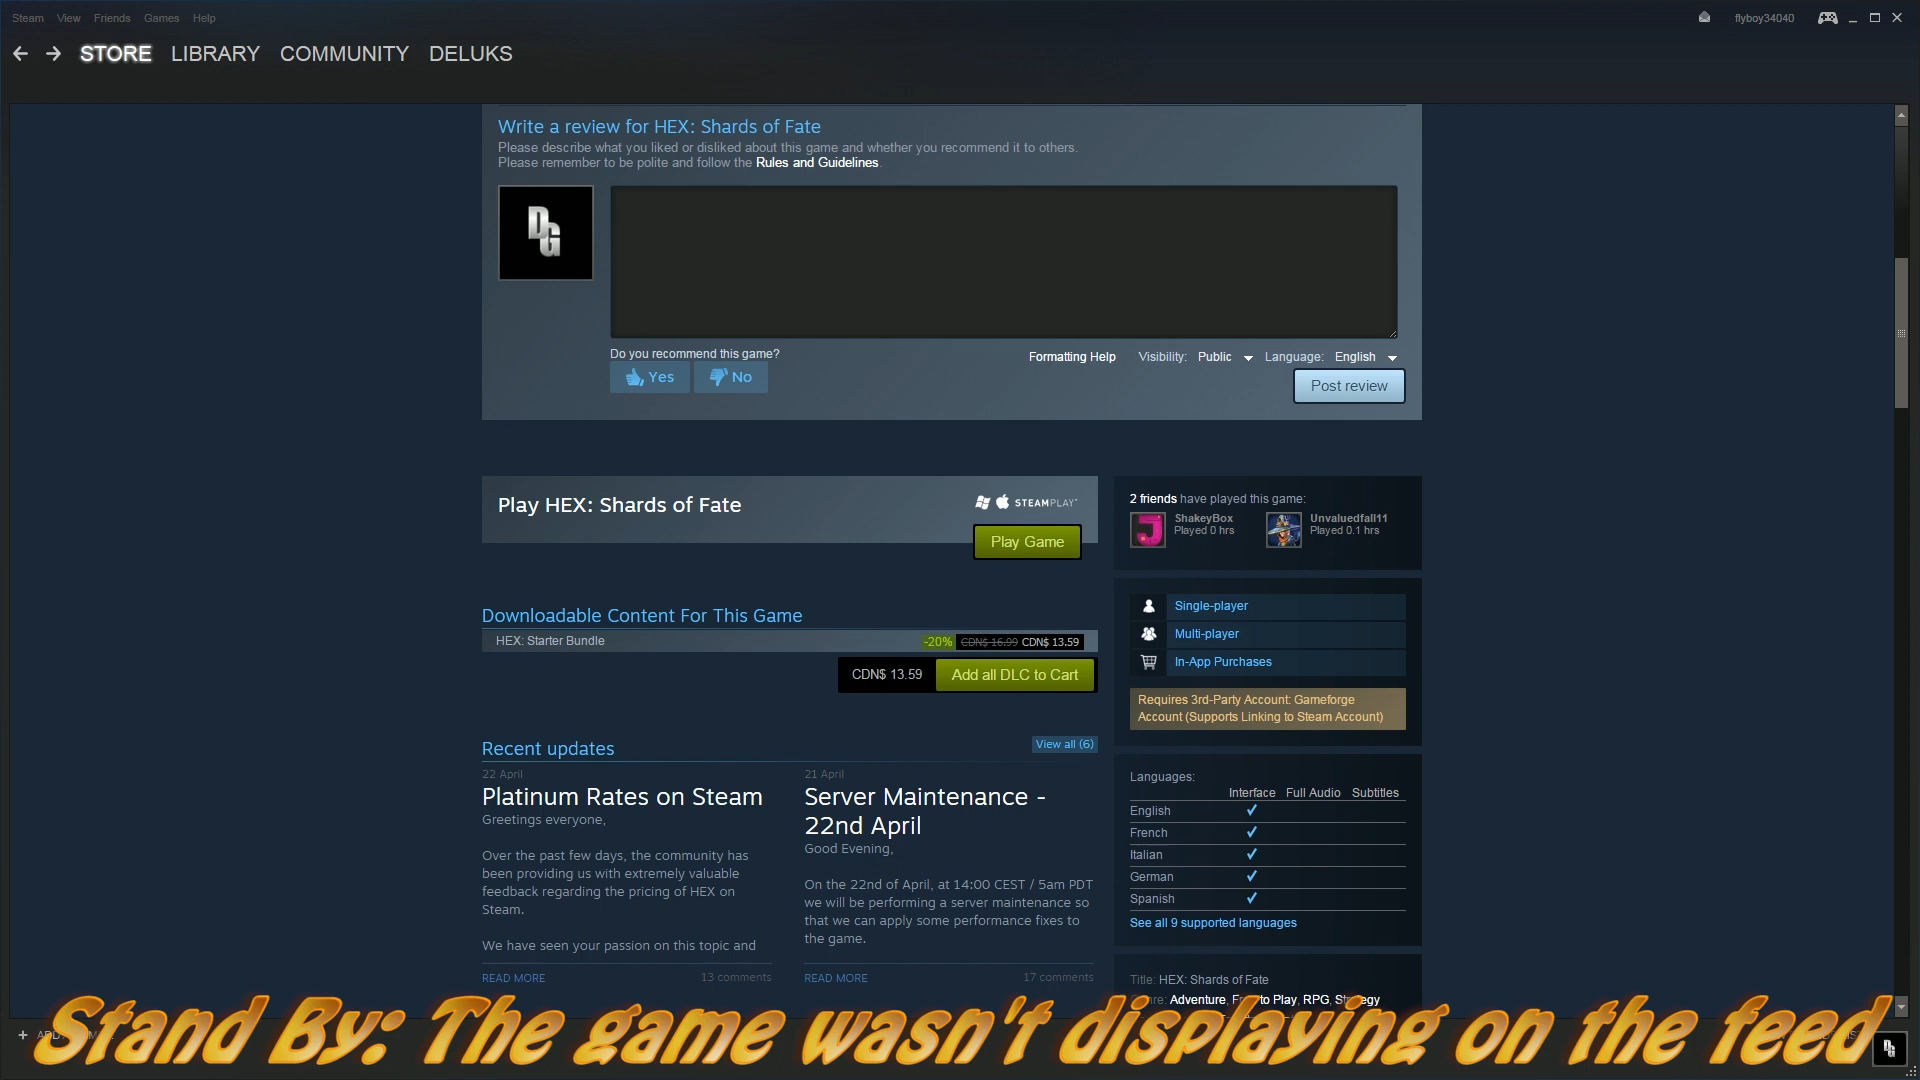 Steam View Friends Games Help
flyboy34040
STORE LIBRARY COMMUNITY DELUKS
Write a review for HEX: Shards of Fate
Please describe what you liked or disliked about this game and whether you recommend it to others.
Please remember to be polite and follow the Rules and Guidelines.
DG
Do you recommend this game?
Yes No
Formatting Help Visibility: Public Language: English
Post review
Play HEX: Shards of Fate
STEAMPLAY
Play Game
2 friends have played this game:
ShakeyBox
Played 0 hrs
Unvaluedfall11
Played 0.1 hrs
Downloadable Content For This Game
HEX: Starter Bundle -20% CDN$ 16.99 CDN$ 13.59
CDN$ 13.59 Add all DLC to Cart
Single-player
Multi-player
In-App Purchases
Requires 3rd-Party Account: Gameforge
Account (Supports Linking to Steam Account)
Recent updates View all (6)
22 April
Platinum Rates on Steam
Greetings everyone,
Over the past few days, the community has
been providing us with extremely valuable
feedback regarding the pricing of HEX on
Steam.
We have seen your passion on this topic and
READ MORE 13 comments
21 April
Server Maintenance -
22nd April
Good Evening,
On the 22nd of April, at 14:00 CEST / 5am PDT
we will be performing a server maintenance so
that we can apply some performance fixes to
the game.
READ MORE 17 comments
Languages:
Interface Full Audio Subtitles
English
French
Italian
German
Spanish
See all 9 supported languages
Title: HEX: Shards of Fate
Adventure, to Play, RPG,
Stand By: The game wasn't displaying on the feed
DG